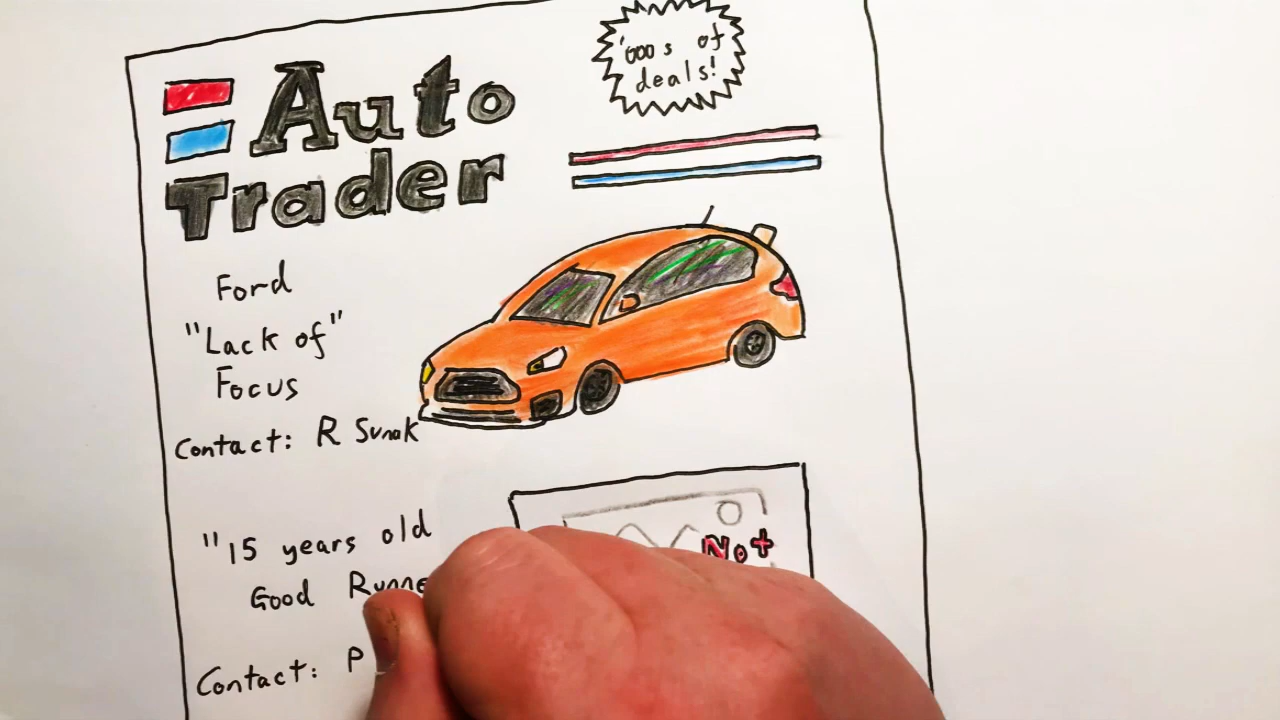 Auto
Trader
'000s of
deals!
Ford
"Lack of"
Focus
Contact: R Sunak
"15 years old
Good Runne
Contact: P
Not